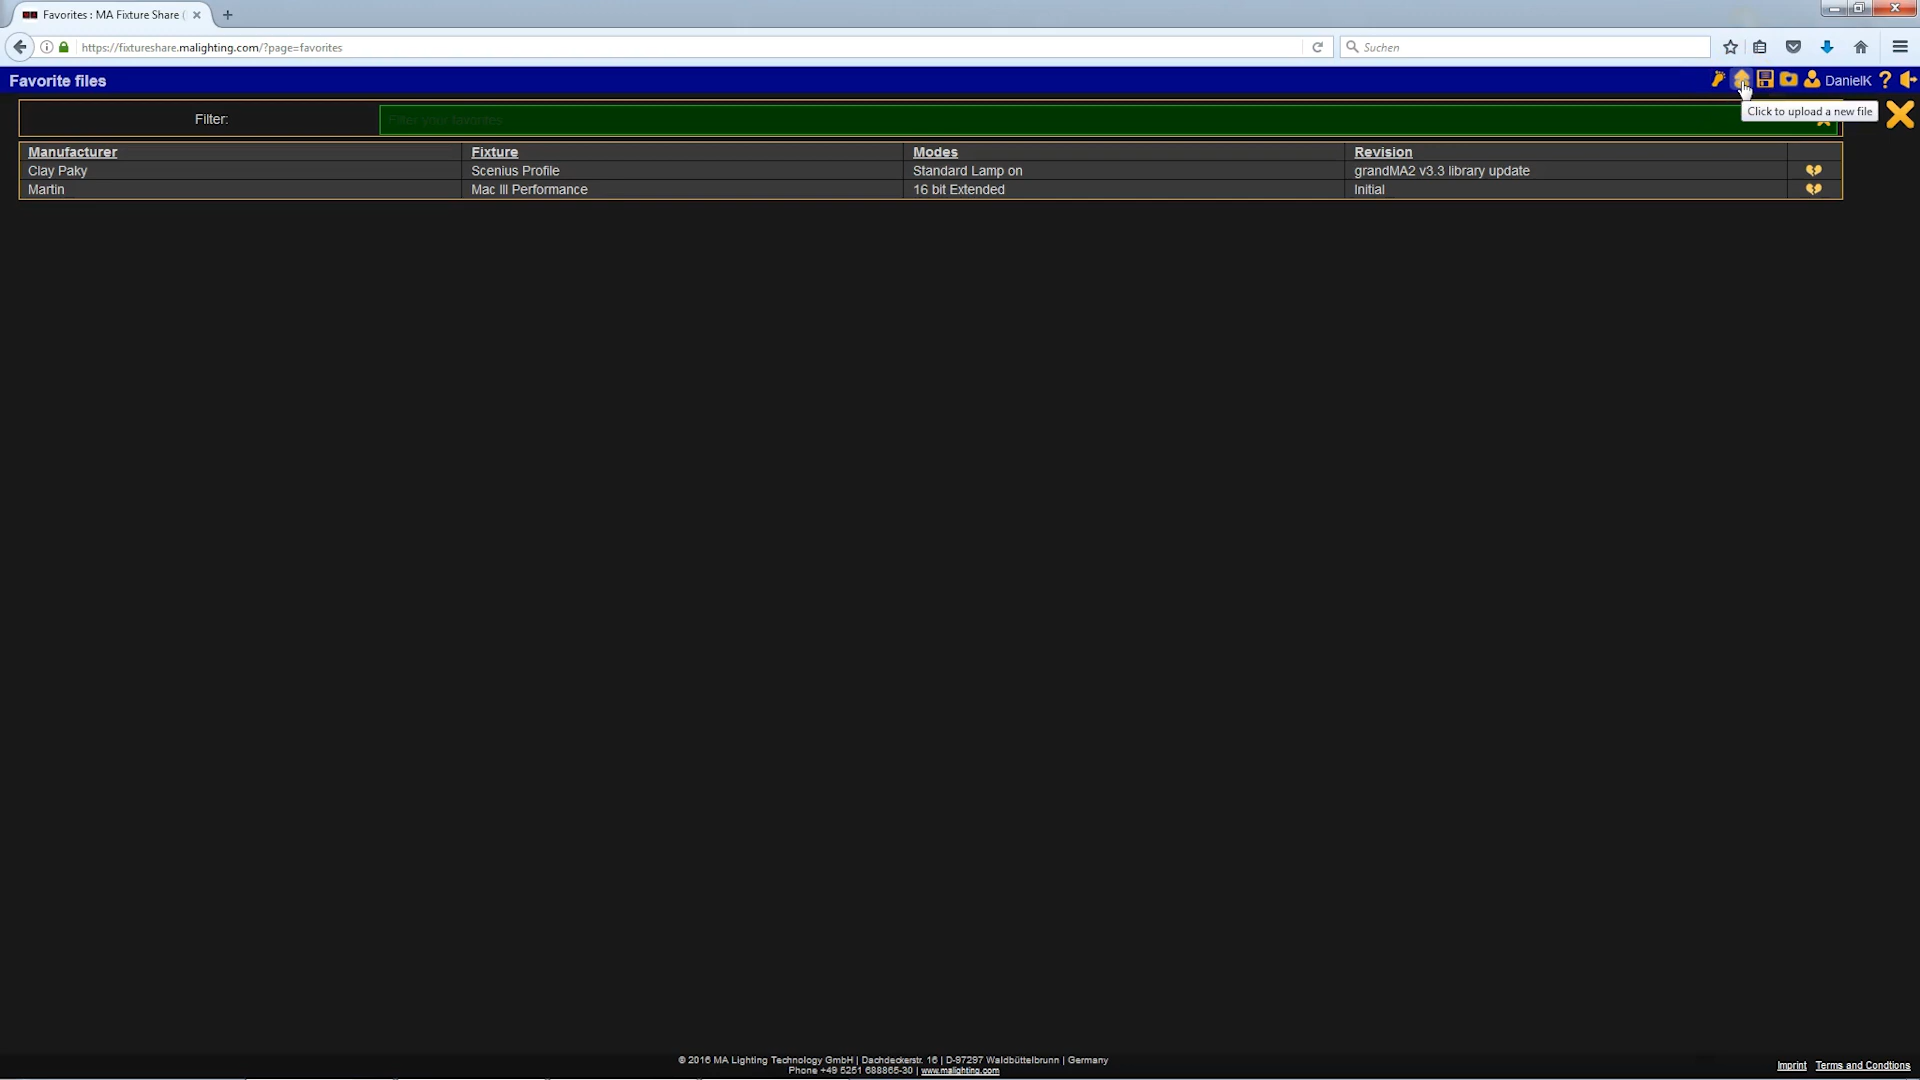 Favorites : MA Fixture Share (
https://fixtureshare.malighting.com/?page=favorites
Suchen
Favorite files
DanielK
Filter:
Filter your favorites
Click to upload a new file
Manufacturer Fixture Modes Revision
Clay Paky Scenius Profile Standard Lamp on grandMA2 v3.3 library update
Martin Mac III Performance 16 bit Extended Initial
© 2016 MA Lighting Technology GmbH | Dachdeckerstr. 16 | D-97297 Waldbüttelbrunn | Germany
Phone +49 5251 688865-30 | www.malighting.com
Imprint Terms and Condtions